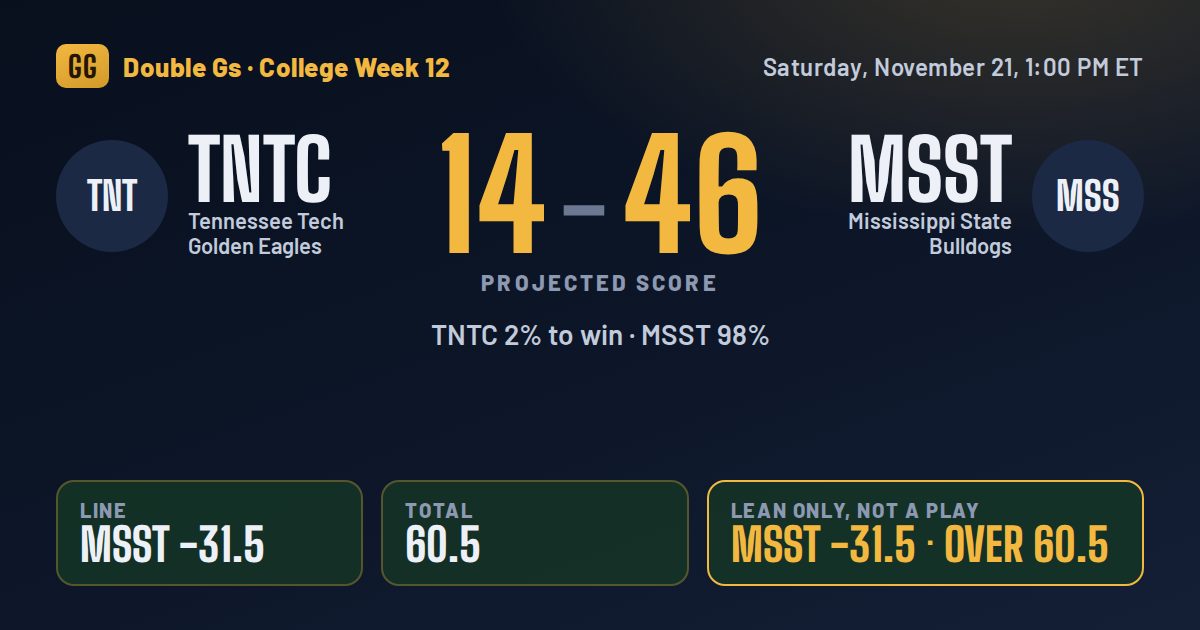 GG
Double Gs · College Week 12
Saturday, November 21, 1:00 PM ET
TNT
TNTC
Tennessee Tech
Golden Eagles
14 – 46
PROJECTED SCORE
TNTC 2% to win · MSST 98%
MSST
Mississippi State
Bulldogs
MSS
LINE
MSST −31.5
TOTAL
60.5
LEAN ONLY, NOT A PLAY
MSST −31.5 · OVER 60.5